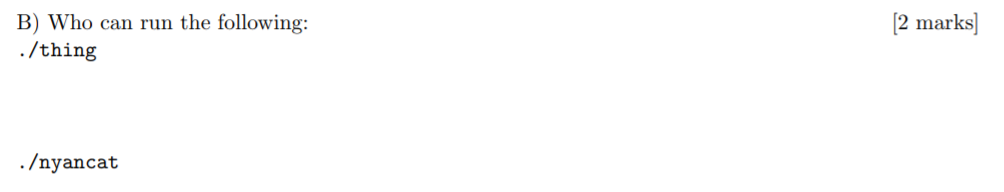 B) Who can run the following: [2 marks]
./thing
./nyancat